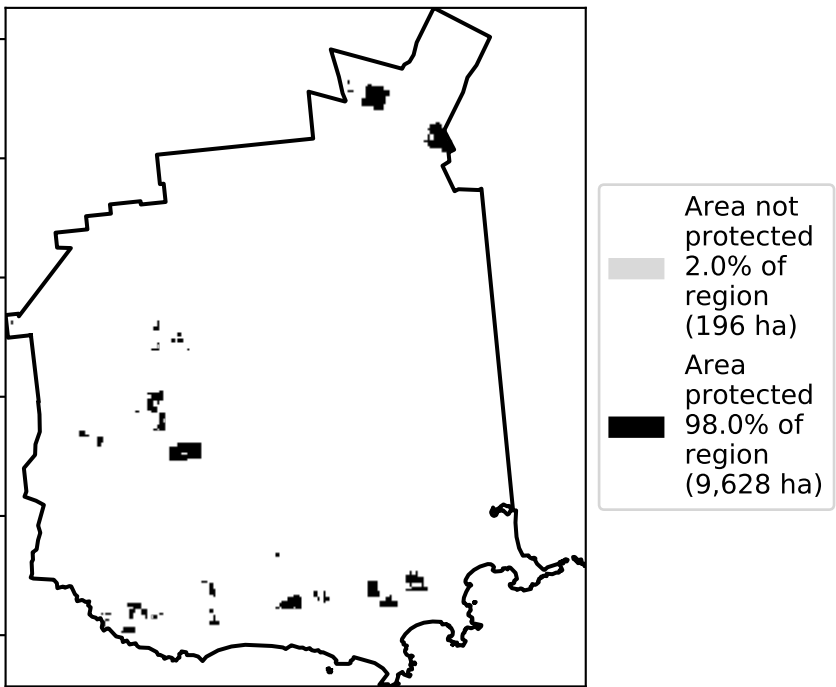 Area not
protected
2.0% of
region
(196 ha)
Area
protected
98.0% of
region
(9,628 ha)